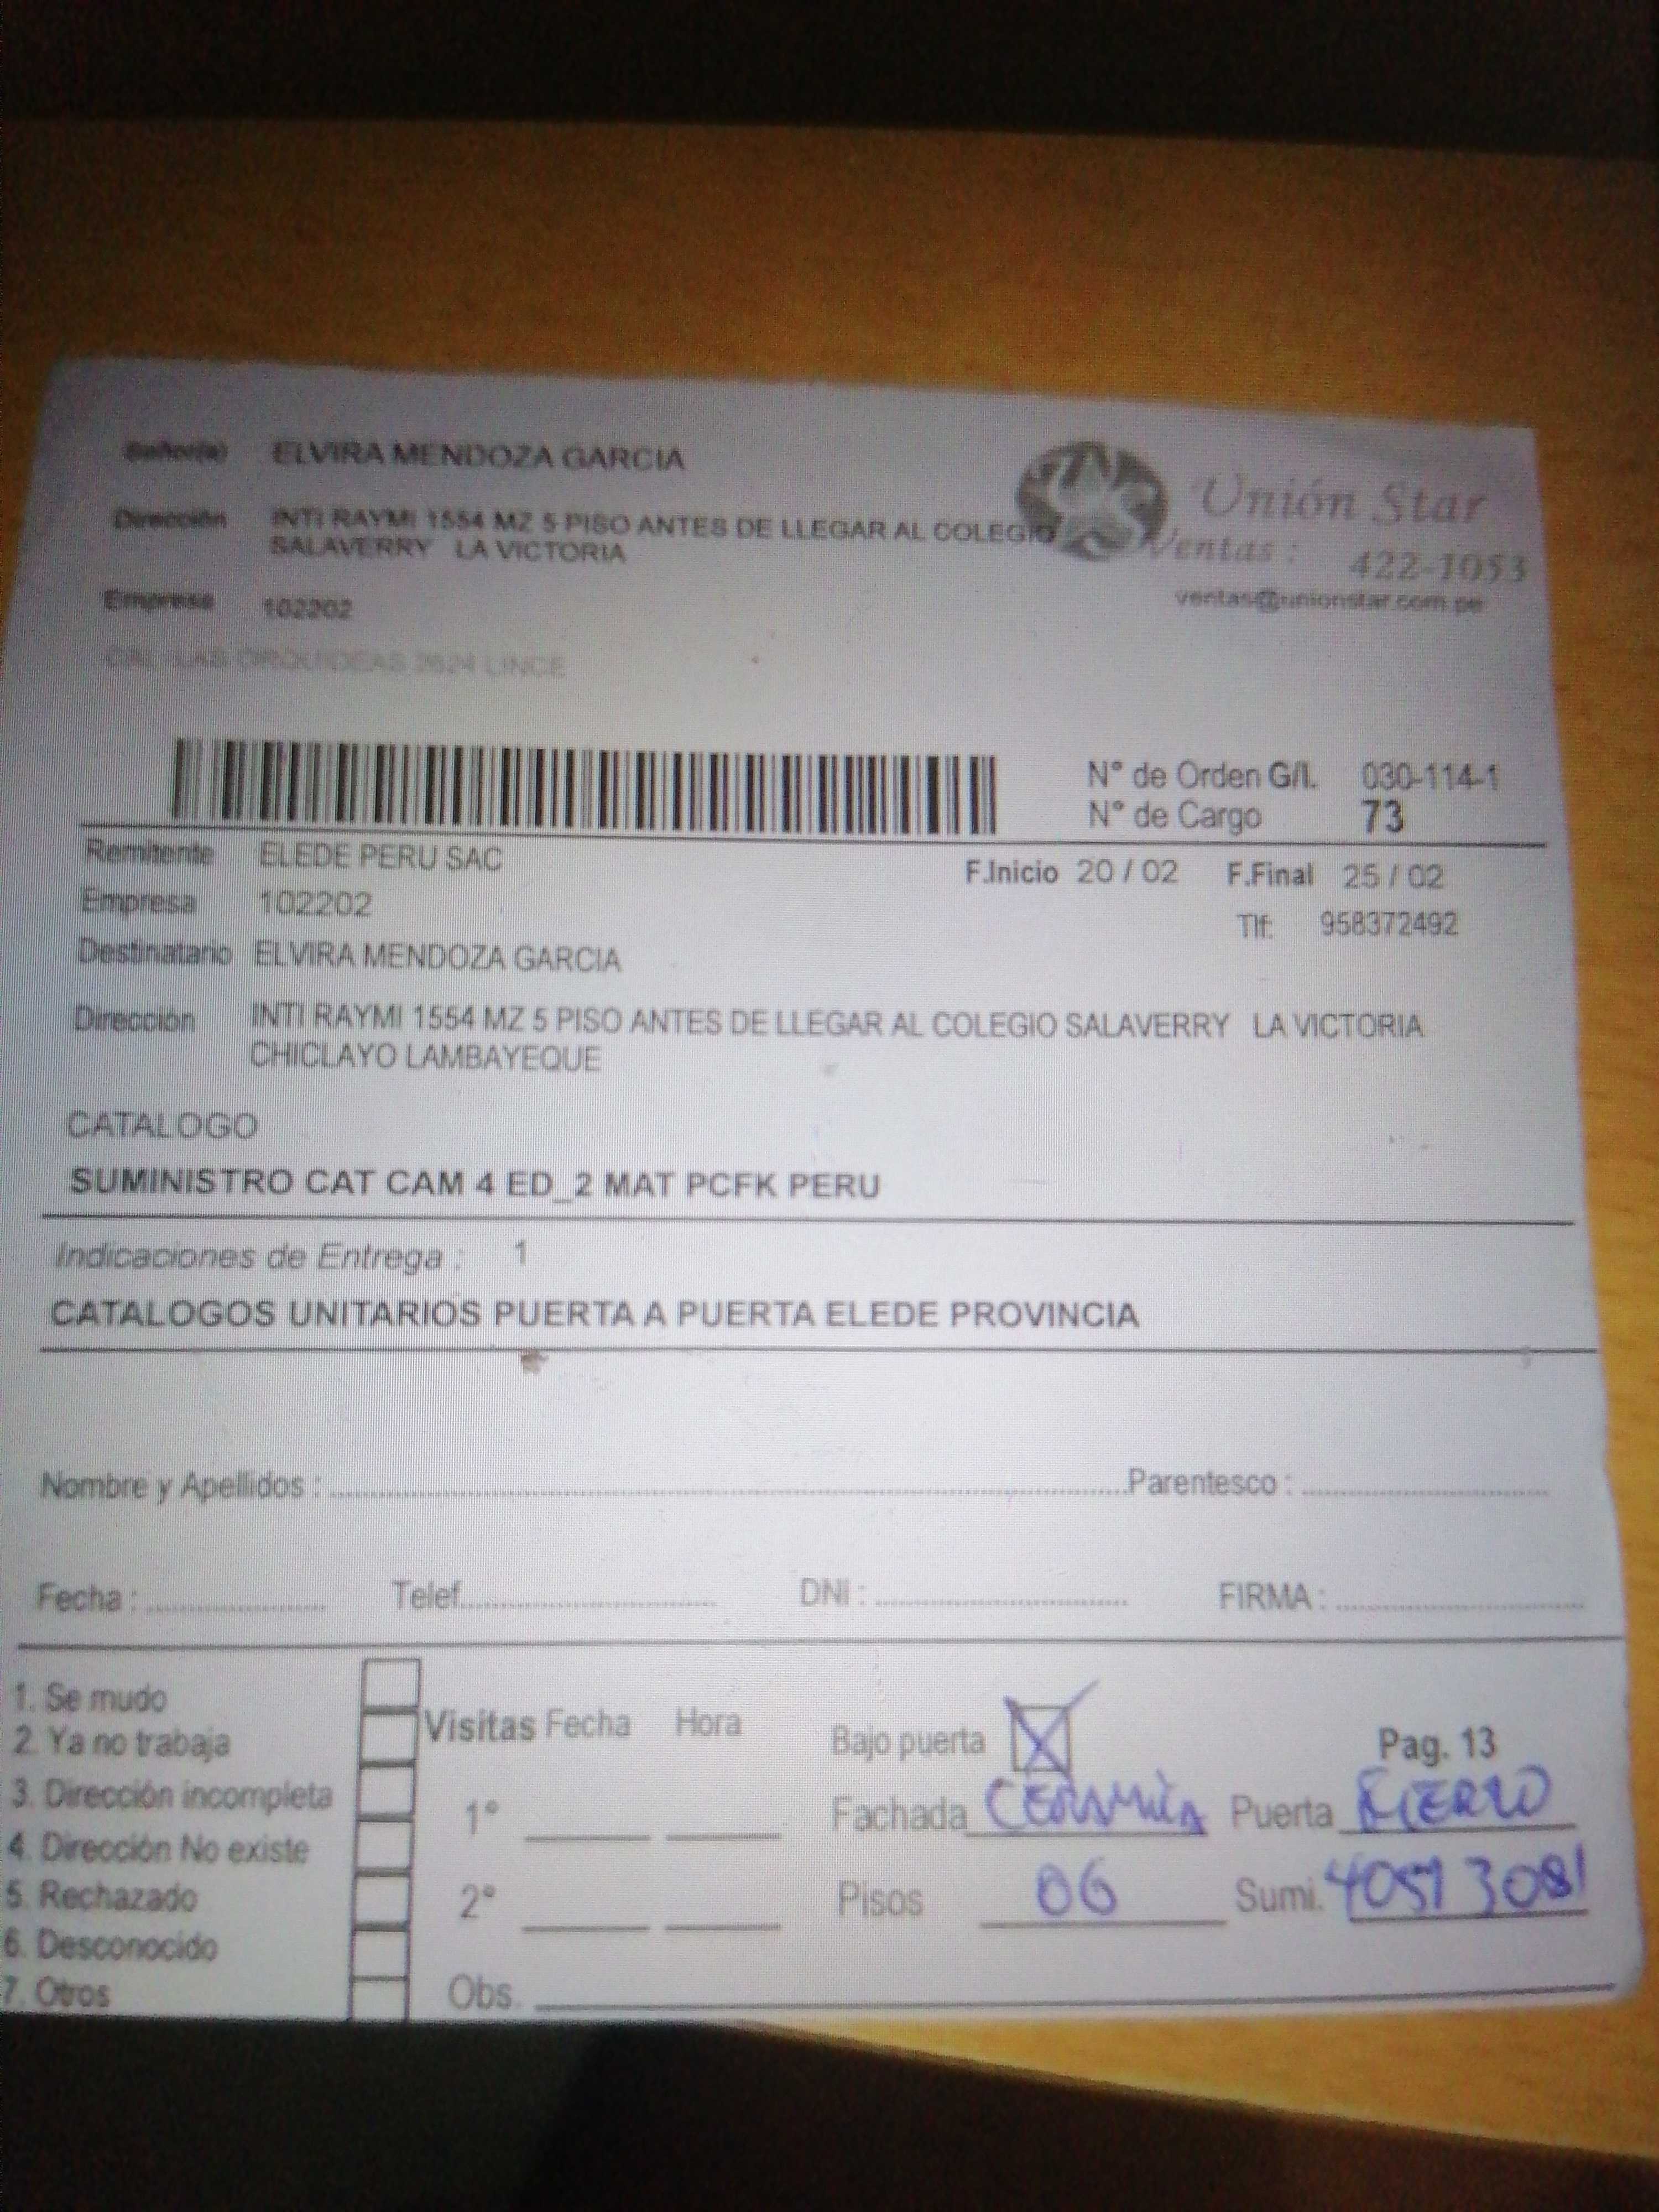 Señor(a) ELVIRA MENDOZA GARCIA
Unión Star
Dirección INTI RAYMI 1554 MZ 5 PISO ANTES DE LLEGAR AL COLEGIO
SALAVERRY LA VICTORIA
Ventas : 422-1053
ventas@unionstar.com.pe
Empresa 102202
CAL LAS ORQUIDEAS 2624 LINCE
N° de Orden G/I. 030-114-1
N° de Cargo 73
Remitente ELEDE PERU SAC
F.Inicio 20 / 02 F.Final 25 / 02
Empresa 102202
Tlf: 958372492
Destinatario ELVIRA MENDOZA GARCIA
Dirección INTI RAYMI 1554 MZ 5 PISO ANTES DE LLEGAR AL COLEGIO SALAVERRY LA VICTORIA
CHICLAYO LAMBAYEQUE
CATALOGO
SUMINISTRO CAT CAM 4 ED_2 MAT PCFK PERU
Indicaciones de Entrega : 1
CATALOGOS UNITARIOS PUERTA A PUERTA ELEDE PROVINCIA
Nombre y Apellidos : Parentesco :
Fecha : Telef. DNI : FIRMA :
1. Se mudo
2. Ya no trabaja
3. Dirección incompleta
4. Dirección No existe
5. Rechazado
6. Desconocido
7. Otros
Visitas Fecha Hora
1°
2°
Obs.
Bajo puerta X Pag. 13
Fachada Puerta FIERRO
Pisos 06 Sumi. 40513081